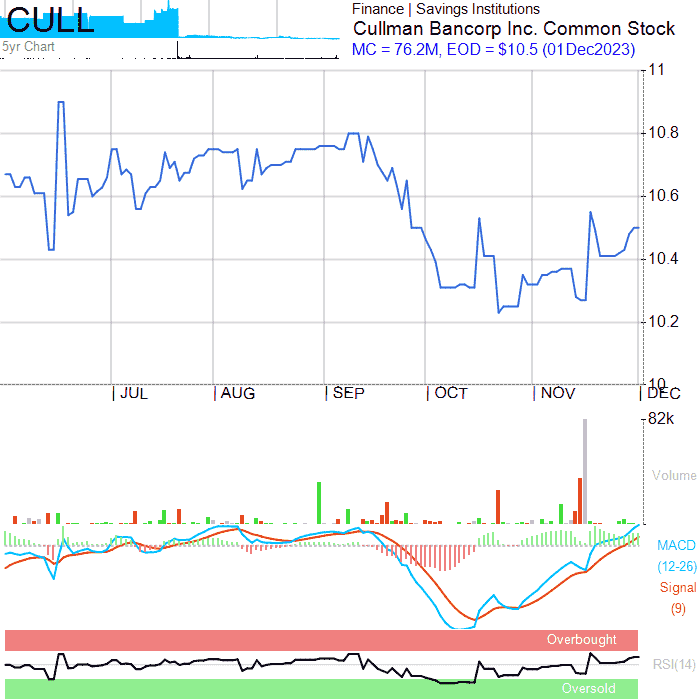 CULL
5yr Chart
Finance | Savings Institutions
Cullman Bancorp Inc. Common Stock
MC = 76.2M, EOD = $10.5 (01Dec2023)
11
10.8
10.6
10.4
10.2
10
JUL
AUG
SEP
OCT
NOV
DEC
82k
Volume
MACD
(12-26)
Signal
(9)
Overbought
RSI(14)
Oversold